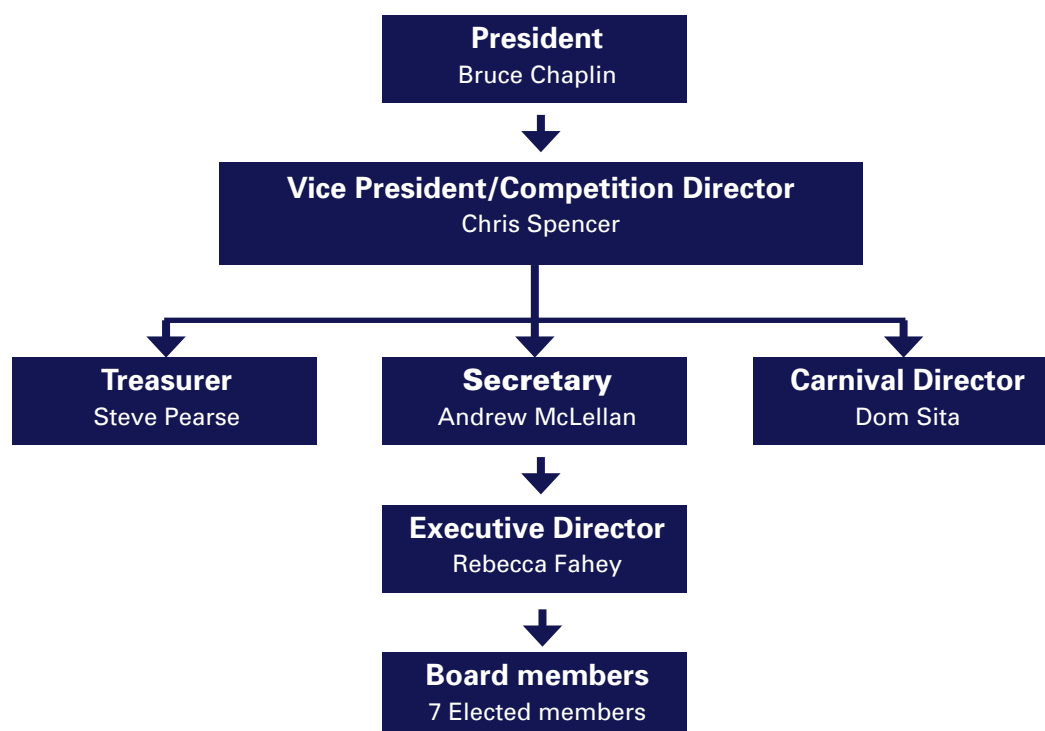 President
Bruce Chaplin
Vice President/Competition Director
Chris Spencer
Treasurer
Steve Pearse
Secretary
Andrew McLellan
Carnival Director
Dom Sita
Executive Director
Rebecca Fahey
Board members
7 Elected members